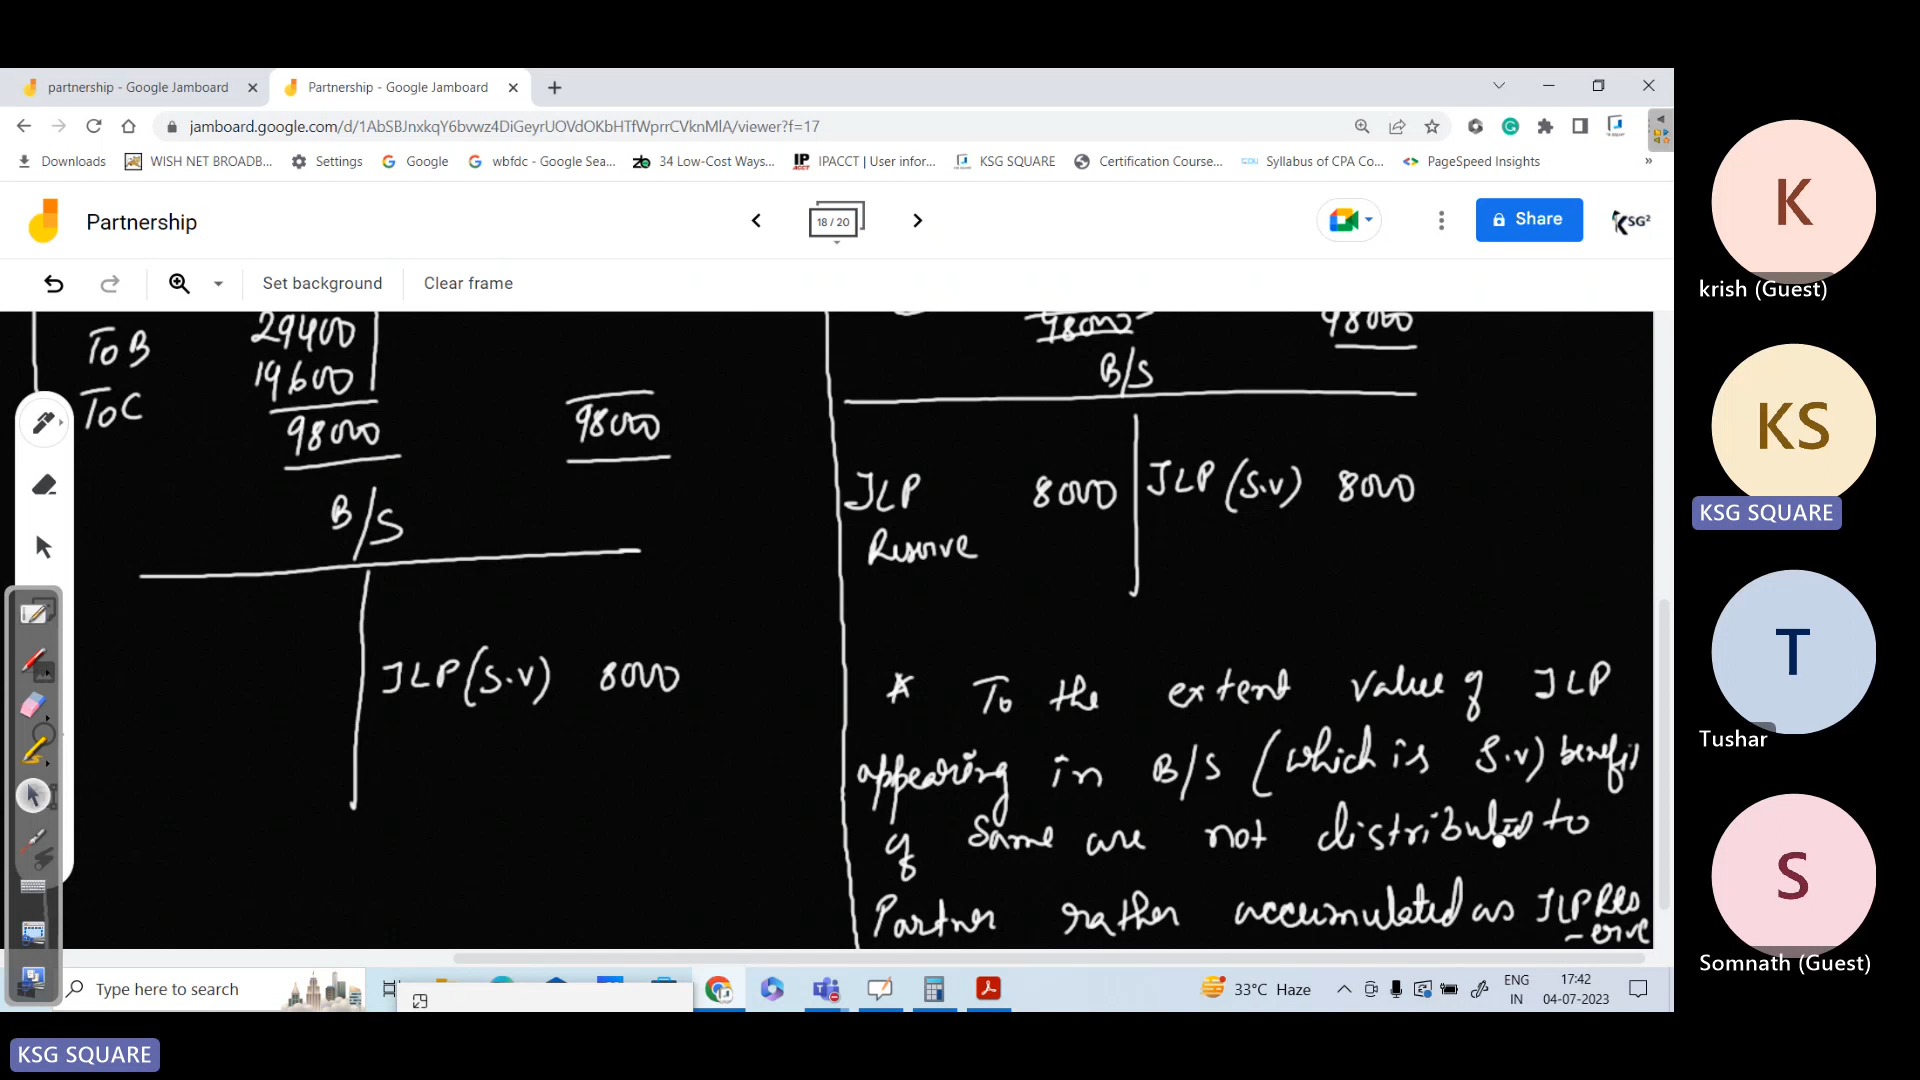 partnership - Google Jamboard
Partnership - Google Jamboard
jamboard.google.com/d/1AbSBJnxkqY6bvwz4DiGeyrUOVdOKbHTfWprrCVknMlA/viewer?f=17
Downloads
WISH NET BROADB...
Settings
Google
wbfdc - Google Sea...
34 Low-Cost Ways...
IPACCT | User infor...
KSG SQUARE
Certification Course...
Syllabus of CPA Co...
PageSpeed Insights
»
Partnership
18 / 20
Share
KSG²
Set background
Clear frame
To B 29400
To C 19600
98000 98000
B/S
JLP (S.V) 8000
98000 98000
B/S
JLP 8000 JLP (S.V) 8000
Reserve
* To the extent value of JLP
appearing in B/S (which is S.V) benefit
of same are not distributed to
Partner rather accumulated as JLP Res
-erve
K
krish (Guest)
KS
KSG SQUARE
T
Tushar
S
Somnath (Guest)
Type here to search
33°C Haze
ENG
IN
17:42
04-07-2023
KSG SQUARE